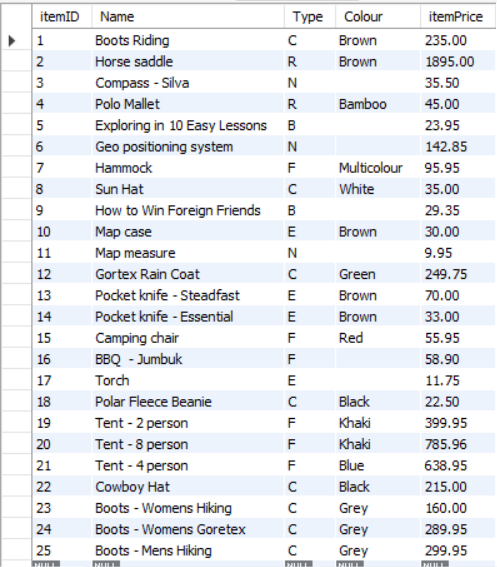 itemID Name Type Colour itemPrice
1 Boots Riding C Brown 235.00
2 Horse saddle R Brown 1895.00
3 Compass - Silva N 35.50
4 Polo Mallet R Bamboo 45.00
5 Exploring in 10 Easy Lessons B 23.95
6 Geo positioning system N 142.85
7 Hammock F Multicolour 95.95
8 Sun Hat C White 35.00
9 How to Win Foreign Friends B 29.35
10 Map case E Brown 30.00
11 Map measure N 9.95
12 Gortex Rain Coat C Green 249.75
13 Pocket knife - Steadfast E Brown 70.00
14 Pocket knife - Essential E Brown 33.00
15 Camping chair F Red 55.95
16 BBQ - Jumbuk F 58.90
17 Torch E 11.75
18 Polar Fleece Beanie C Black 22.50
19 Tent - 2 person F Khaki 399.95
20 Tent - 8 person F Khaki 785.96
21 Tent - 4 person F Blue 638.95
22 Cowboy Hat C Black 215.00
23 Boots - Womens Hiking C Grey 160.00
24 Boots - Womens Goretex C Grey 289.95
25 Boots - Mens Hiking C Grey 299.95
NULL NULL NULL NULL NULL